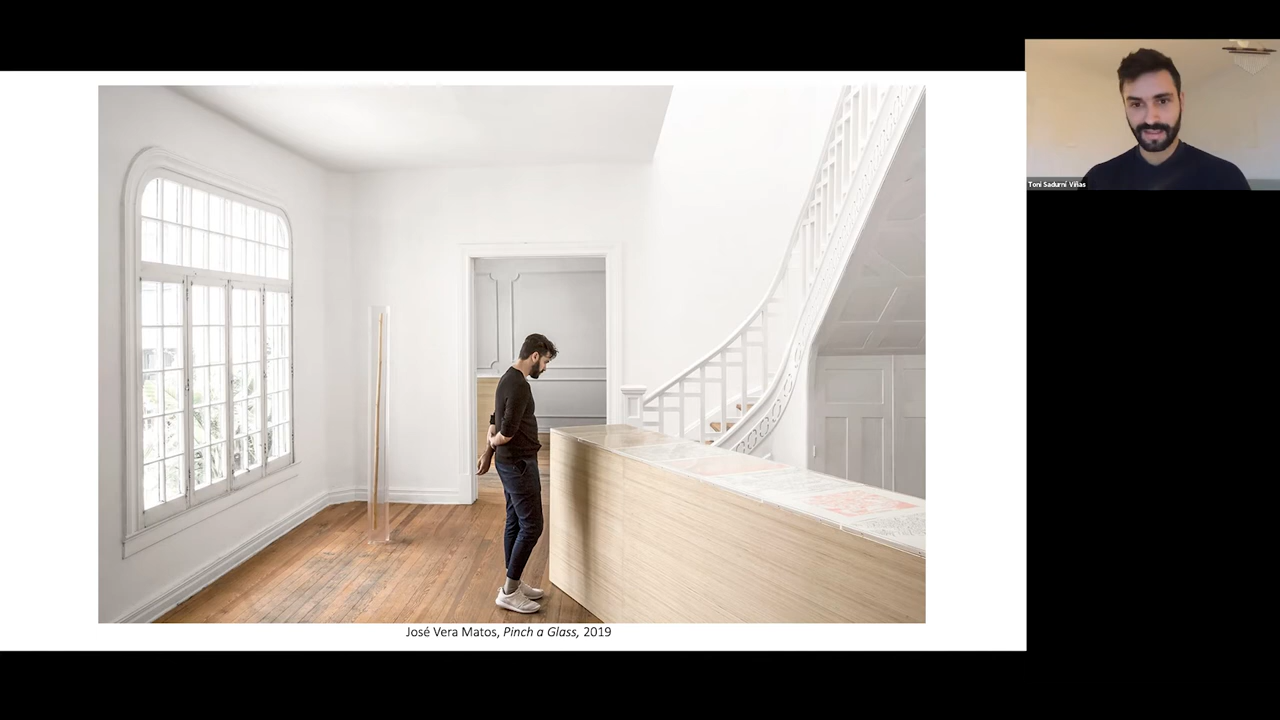 Toni Sadurní Viñas
José Vera Matos, Pinch a Glass, 2019